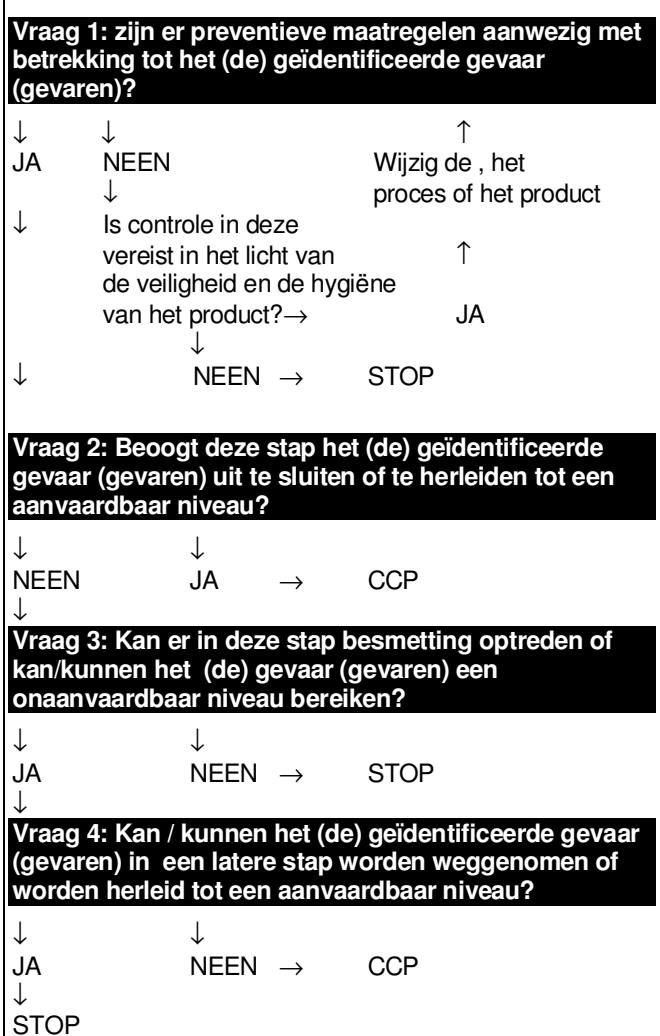 Vraag 1: zijn er preventieve maatregelen aanwezig met
betrekking tot het (de) geïdentificeerde gevaar
(gevaren)?
↓ ↓ ↑
JA NEEN Wijzig de , het
↓ proces of het product
↓ Is controle in deze
vereist in het licht van ↑
de veiligheid en de hygiëne
van het product?→ JA
↓
↓ NEEN → STOP
Vraag 2: Beoogt deze stap het (de) geïdentificeerde
gevaar (gevaren) uit te sluiten of te herleiden tot een
aanvaardbaar niveau?
↓ ↓
NEEN JA → CCP
↓
Vraag 3: Kan er in deze stap besmetting optreden of
kan/kunnen het (de) gevaar (gevaren) een
onaanvaardbaar niveau bereiken?
↓ ↓
JA NEEN → STOP
↓
Vraag 4: Kan / kunnen het (de) geïdentificeerde gevaar
(gevaren) in een latere stap worden weggenomen of
worden herleid tot een aanvaardbaar niveau?
↓ ↓
JA NEEN → CCP
↓
STOP